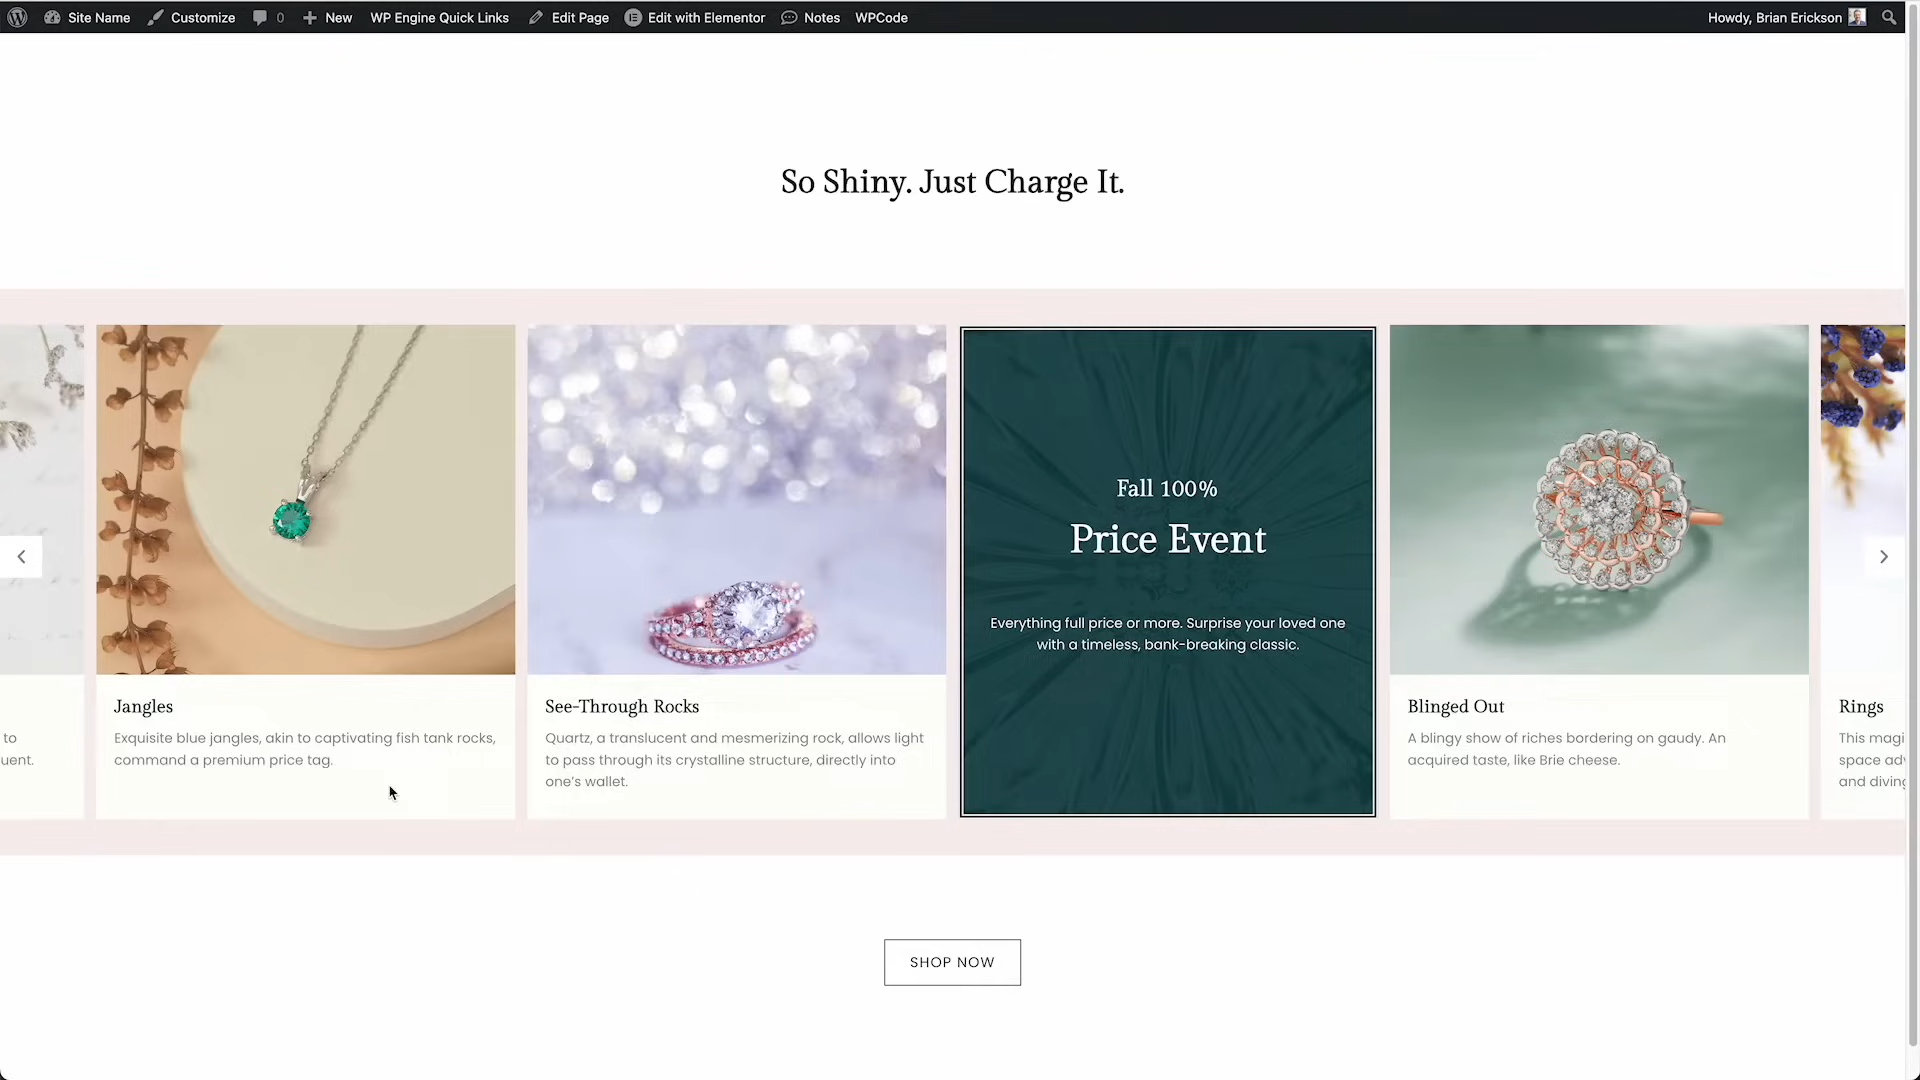 Site Name Customize 0 New WP Engine Quick Links Edit Page Edit with Elementor Notes WPCode Howdy, Brian Erickson
So Shiny. Just Charge It.
to
uent.
Jangles
Exquisite blue jangles, akin to captivating fish tank rocks,
command a premium price tag.
See-Through Rocks
Quartz, a translucent and mesmerizing rock, allows light
to pass through its crystalline structure, directly into
one's wallet.
Fall 100%
Price Event
Everything full price or more. Surprise your loved one
with a timeless, bank-breaking classic.
Blinged Out
A blingy show of riches bordering on gaudy. An
acquired taste, like Brie cheese.
Rings
This magi
space adv
and diving
SHOP NOW